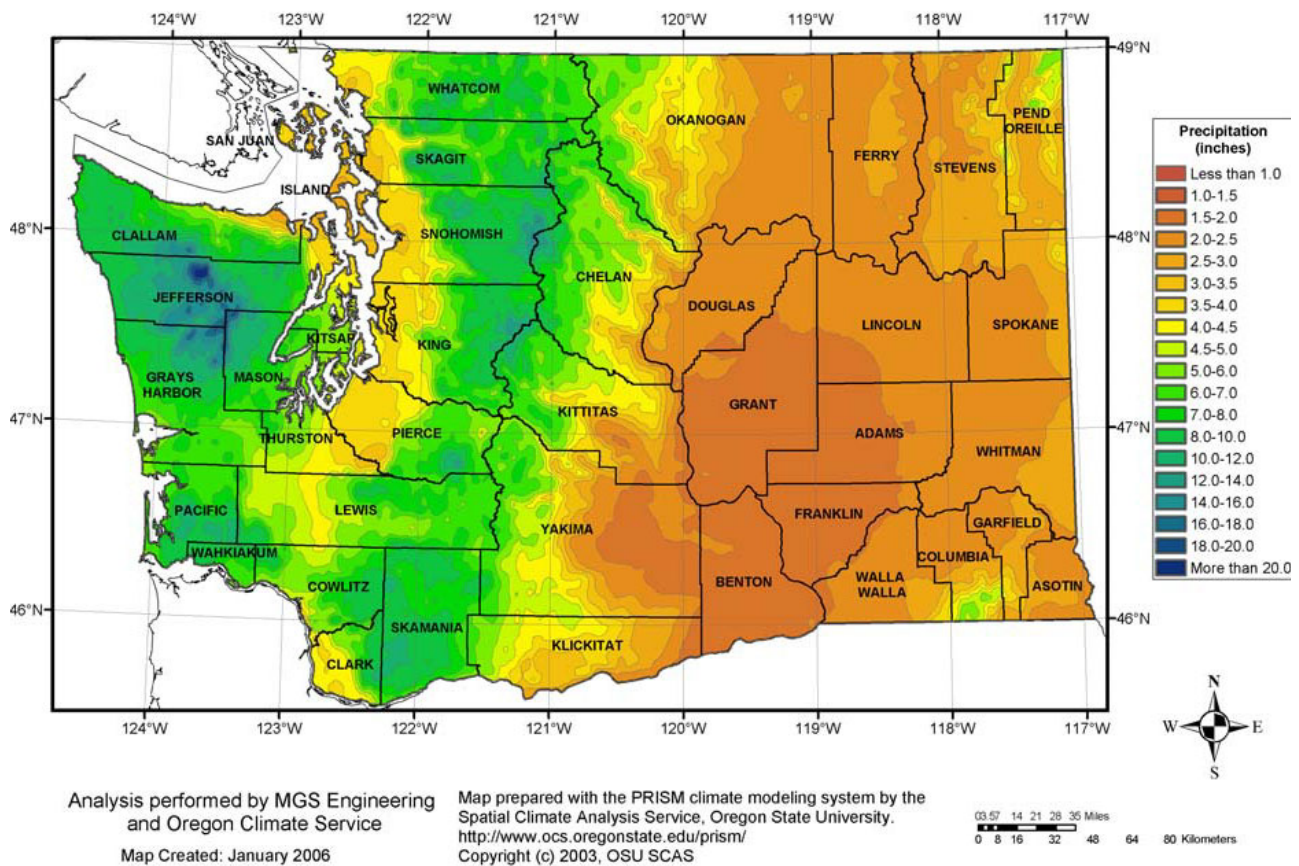 124°W 123°W 122°W 121°W 120°W 119°W 118°W 117°W
49°N
WHATCOM
PEND
OREILLE
SAN JUAN
OKANOGAN
SKAGIT
FERRY
STEVENS
ISLAND
48°N
CLALLAM
SNOHOMISH
48°N
CHELAN
JEFFERSON
DOUGLAS
LINCOLN
SPOKANE
KITSAP
KING
GRAYS
HARBOR
MASON
GRANT
47°N
KITTITAS
THURSTON
PIERCE
ADAMS
47°N
WHITMAN
PACIFIC
LEWIS
YAKIMA
FRANKLIN
GARFIELD
WAHKIAKUM
COLUMBIA
COWLITZ
BENTON
WALLA
WALLA
ASOTIN
46°N
SKAMANIA
46°N
KLICKITAT
CLARK
124°W 123°W 122°W 121°W 120°W 119°W 118°W 117°W
Precipitation
(inches)
Less than 1.0
1.0-1.5
1.5-2.0
2.0-2.5
2.5-3.0
3.0-3.5
3.5-4.0
4.0-4.5
4.5-5.0
5.0-6.0
6.0-7.0
7.0-8.0
8.0-10.0
10.0-12.0
12.0-14.0
14.0-16.0
16.0-18.0
18.0-20.0
More than 20.0
N
W E
S
Analysis performed by MGS Engineering
and Oregon Climate Service
Map Created: January 2006
Map prepared with the PRISM climate modeling system by the
Spatial Climate Analysis Service, Oregon State University.
http://www.ocs.oregonstate.edu/prism/
Copyright (c) 2003, OSU SCAS
03.57 14 21 28 35 Miles
0 8 16 32 48 64 80 Kilometers